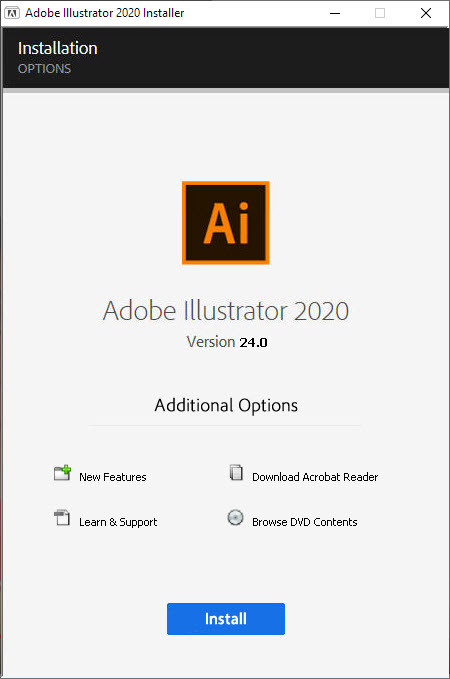 Adobe Illustrator 2020 Installer
Installation
OPTIONS
Ai
Adobe Illustrator 2020
Version 24.0
Additional Options
New Features
Download Acrobat Reader
Learn & Support
Browse DVD Contents
Install